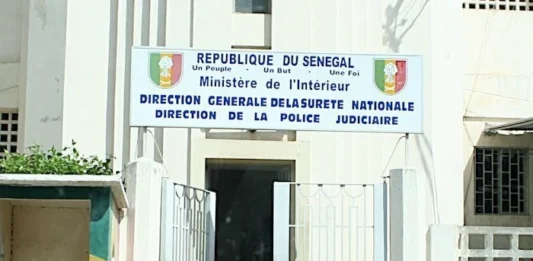 REPUBLIQUE DU SENEGAL
Un Peuple - Un But - Une Foi
Ministère de l'Intérieur
DIRECTION GENERALE DELASURETE NATIONALE
DIRECTION DE LA POLICE JUDICIAIRE